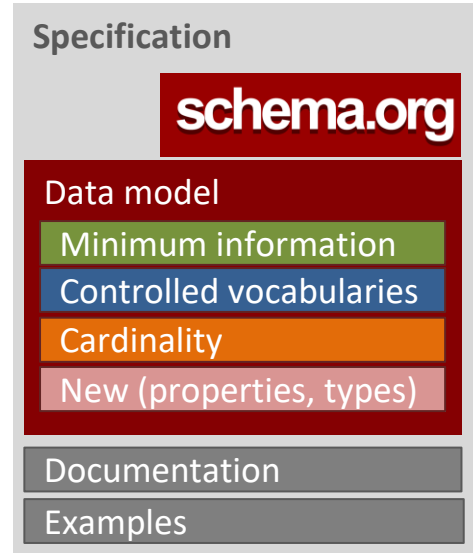 Specification
schema.org
Data model
Minimum information
Controlled vocabularies
Cardinality
New (properties, types)
Documentation
Examples